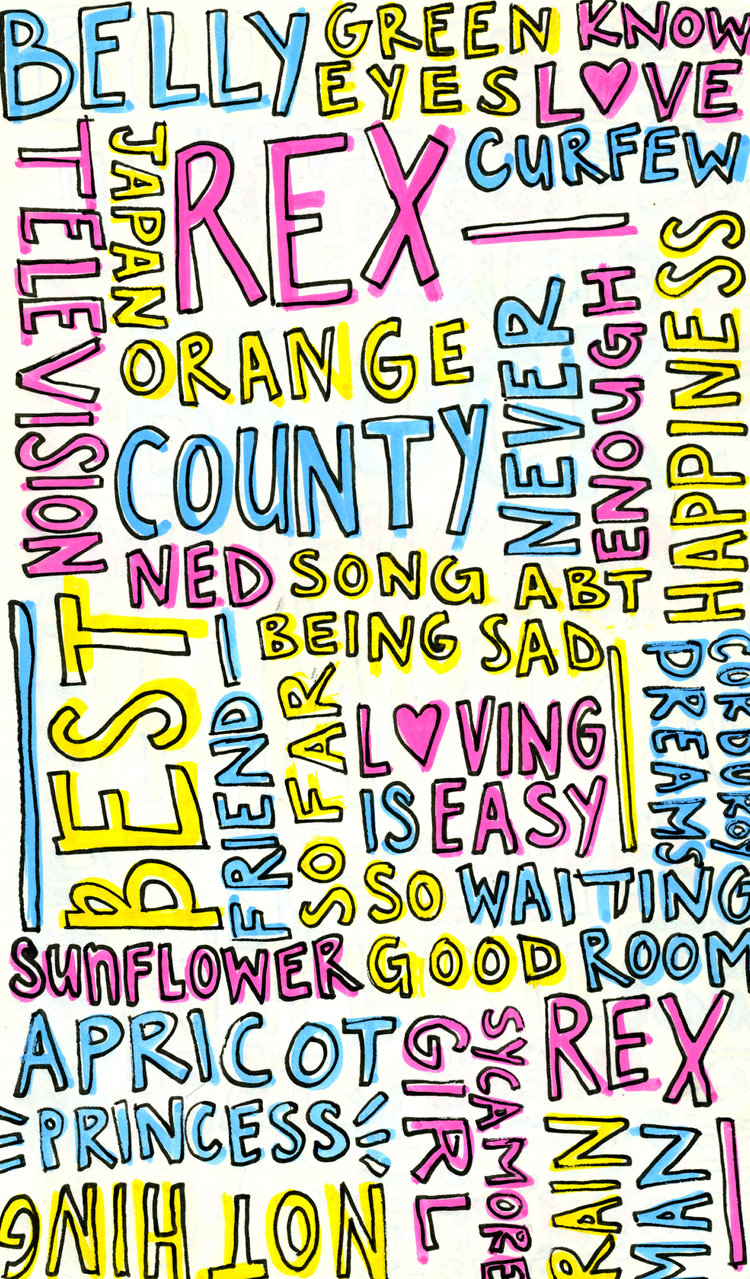 BELLY
GREEN
EYES
KNOW
LOVE
TELEVISION
JAPAN
REX
CURFEW
ORANGE
COUNTY
NEVER
ENOUGH
HAPPINESS
NED
SONG ABT
BEING SAD
BEST
FRIEND
SO FAR
LOVING
IS EASY
CORDUROY
DREAMS
SO
GOOD
WAITING
ROOM
SUNFLOWER
APRICOT
PRINCESS
SYCAMORE
GIRL
REX
NOTHING
RAIN
MAN